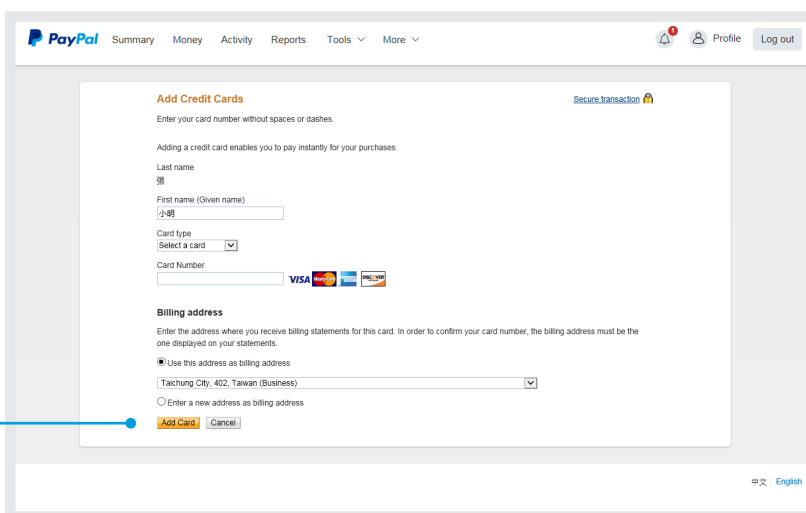 PayPal Summary Money Activity Reports Tools More 1 Profile Log out
Add Credit Cards Secure transaction
Enter your card number without spaces or dashes.
Adding a credit card enables you to pay instantly for your purchases.
Last name
張
First name (Given name)
小明
Card type
Select a card
Card Number
VISA MasterCard DISCOVER
Billing address
Enter the address where you receive billing statements for this card. In order to confirm your card number, the billing address must be the
one displayed on your statements.
Use this address as billing address
Taichung City, 402, Taiwan (Business)
Enter a new address as billing address
Add Card Cancel
中文 English